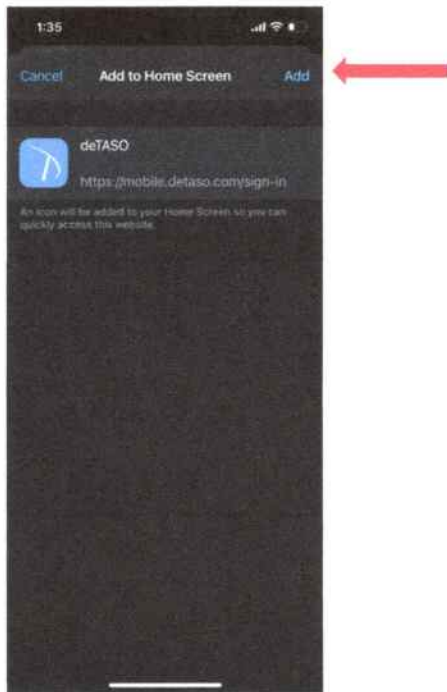 1:35
Cancel Add to Home Screen Add
deTASO
https://mobile.detaso.com/sign-in
An icon will be added to your Home Screen so you can
quickly access this website.